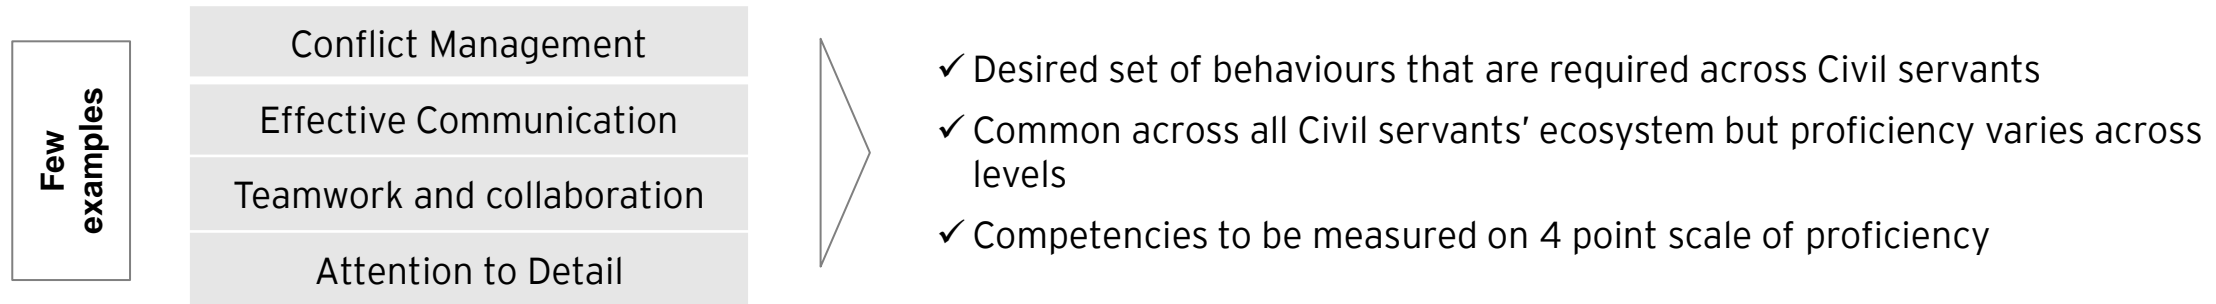 Few
examples
Conflict Management
Effective Communication
Teamwork and collaboration
Attention to Detail
✓ Desired set of behaviours that are required across Civil servants
✓ Common across all Civil servants’ ecosystem but proficiency varies across
levels
✓ Competencies to be measured on 4 point scale of proficiency